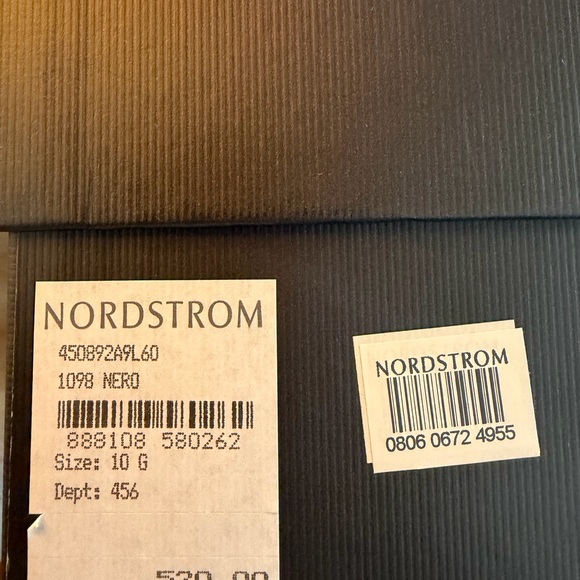 NORDSTROM
450892A9L60
1098 NERO
888108 580262
Size: 10 G
Dept: 456
NORDSTROM
0806 0672 4955